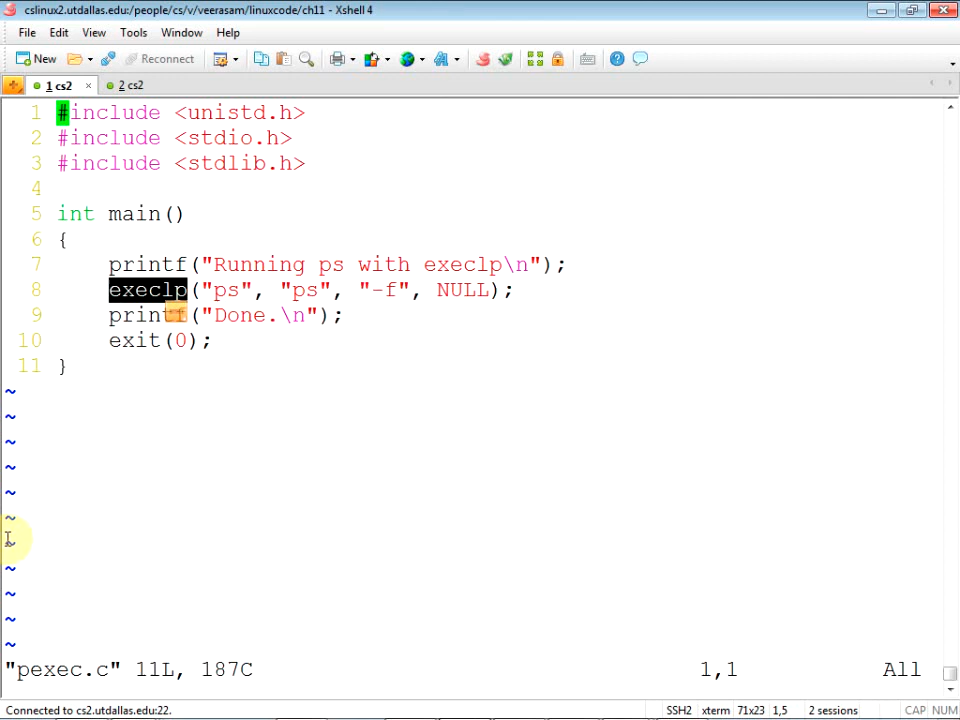 cslinux2.utdallas.edu:/people/cs/v/veerasam/linuxcode/ch11 - Xshell 4
File Edit View Tools Window Help
New Reconnect
1 cs2 × 2 cs2
1 #include <unistd.h>
2 #include <stdio.h>
3 #include <stdlib.h>
4
5 int main()
6 {
7     printf("Running ps with execlp\n");
8     execlp("ps", "ps", "-f", NULL);
9     printf("Done.\n");
10     exit(0);
11 }
~
~
~
~
~
~
~
~
~
~
~
"pexec.c" 11L, 187C 1,1 All
Connected to cs2.utdallas.edu:22. SSH2 xterm 71x23 1,5 2 sessions CAP NUM